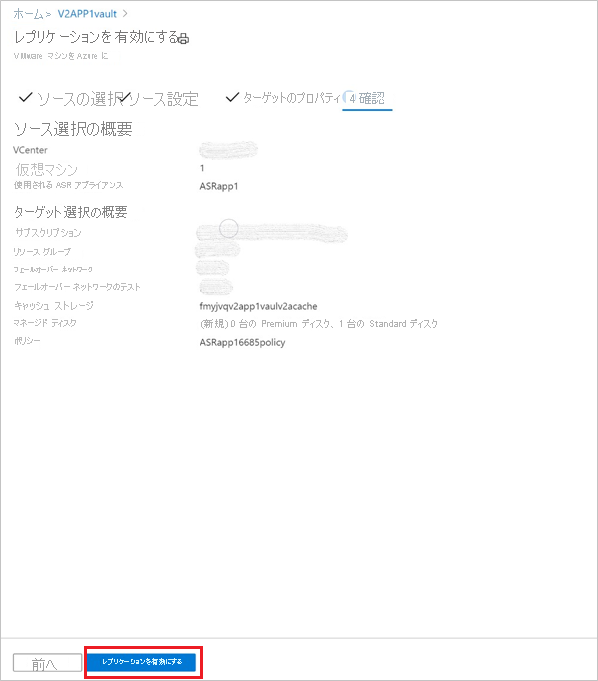 ホーム > V2APP1vault >
レプリケーションを有効にする
VMware マシンを Azure に
ソースの選択 ソース設定 ターゲットのプロパティ 4 確認
ソース選択の概要
VCenter
仮想マシン 1
使用される ASR アプライアンス ASRapp1
ターゲット選択の概要
サブスクリプション
リソース グループ
フェールオーバー ネットワーク
フェールオーバー ネットワークのテスト
キャッシュ ストレージ fmyjvqv2app1vaulv2acache
マネージド ディスク (新規) 0 台の Premium ディスク、1 台の Standard ディスク
ポリシー ASRapp16685policy
前へ レプリケーションを有効にする